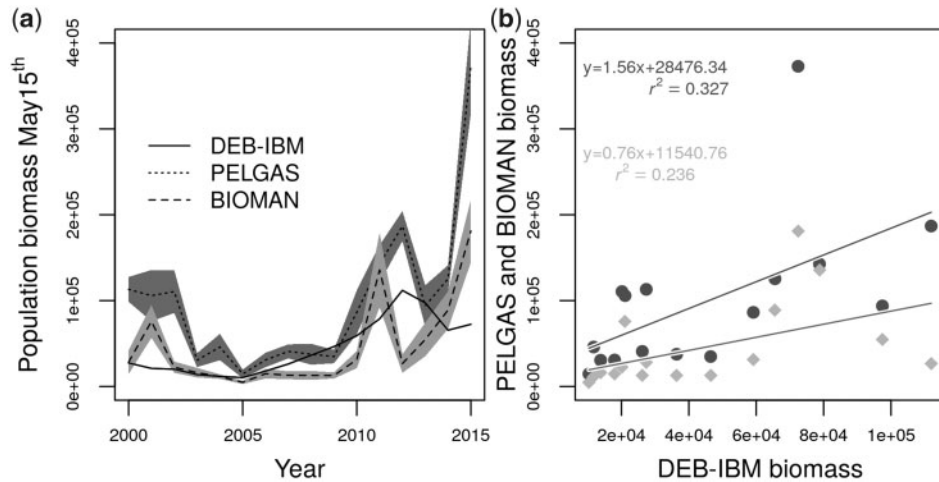 (a)
Population biomass May15th
4e+05
3e+05
2e+05
1e+05
0e+00
DEB-IBM
PELGAS
BIOMAN
2000
2005
2010
2015
Year
(b)
PELGAS and BIOMAN biomass
4e+05
3e+05
2e+05
1e+05
0e+00
y=1.56x+28476.34
r² = 0.327
y=0.76x+11540.76
r² = 0.236
2e+04
4e+04
6e+04
8e+04
1e+05
DEB-IBM biomass